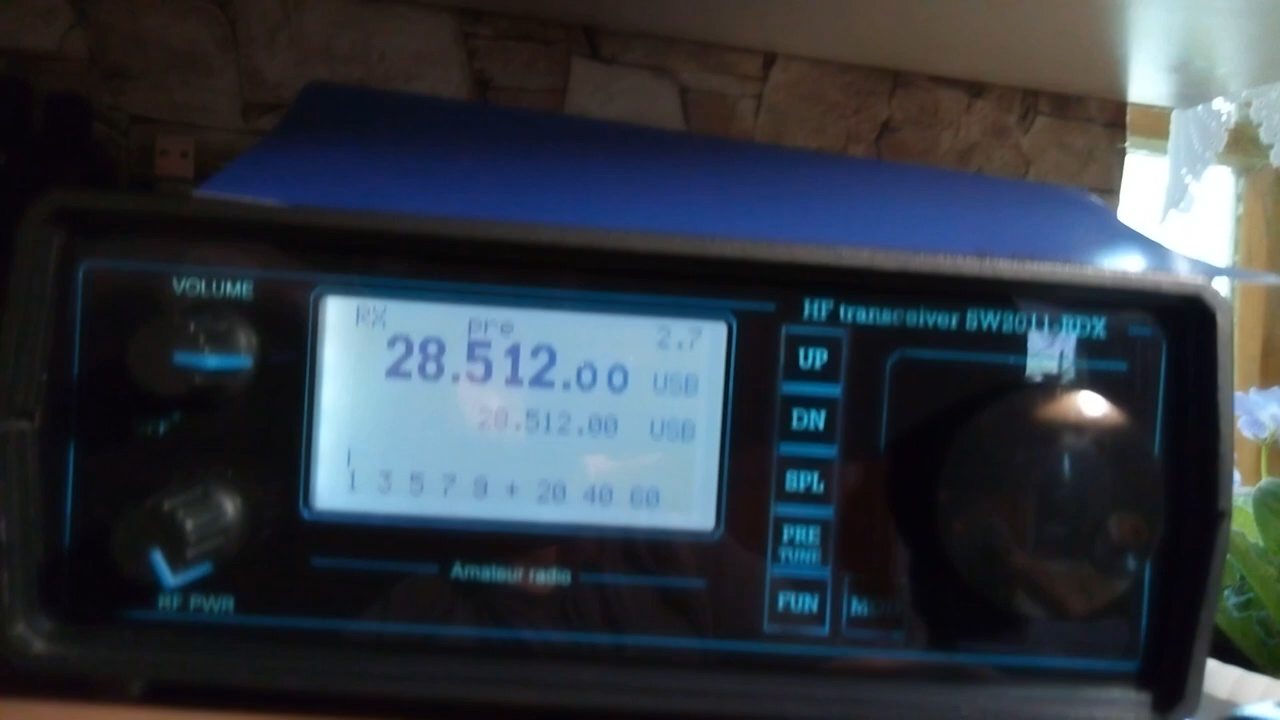 VOLUME
RF PWR
RX pre 2.7
28.512.00 USB
28.512.00 USB
1 3 5 7 9 + 20 40 60
Amateur radio
HF transceiver SW2011-RDX
UP
DN
SPL
PRE
TUNE
FUN